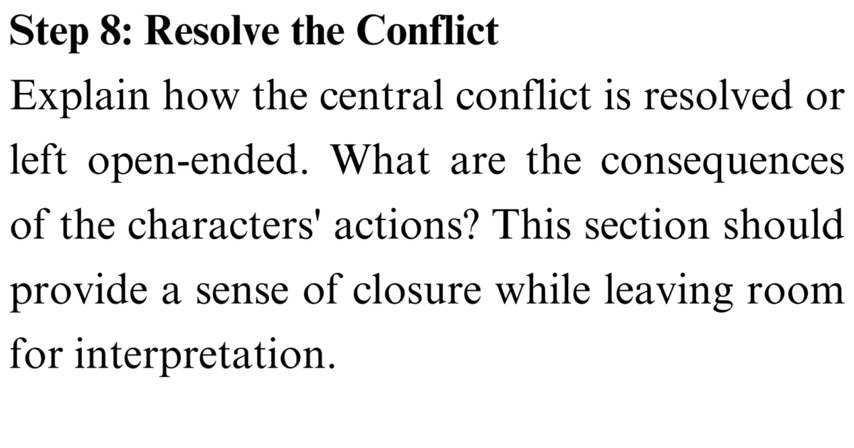 Step 8: Resolve the Conflict
Explain how the central conflict is resolved or
left open-ended. What are the consequences
of the characters' actions? This section should
provide a sense of closure while leaving room
for interpretation.